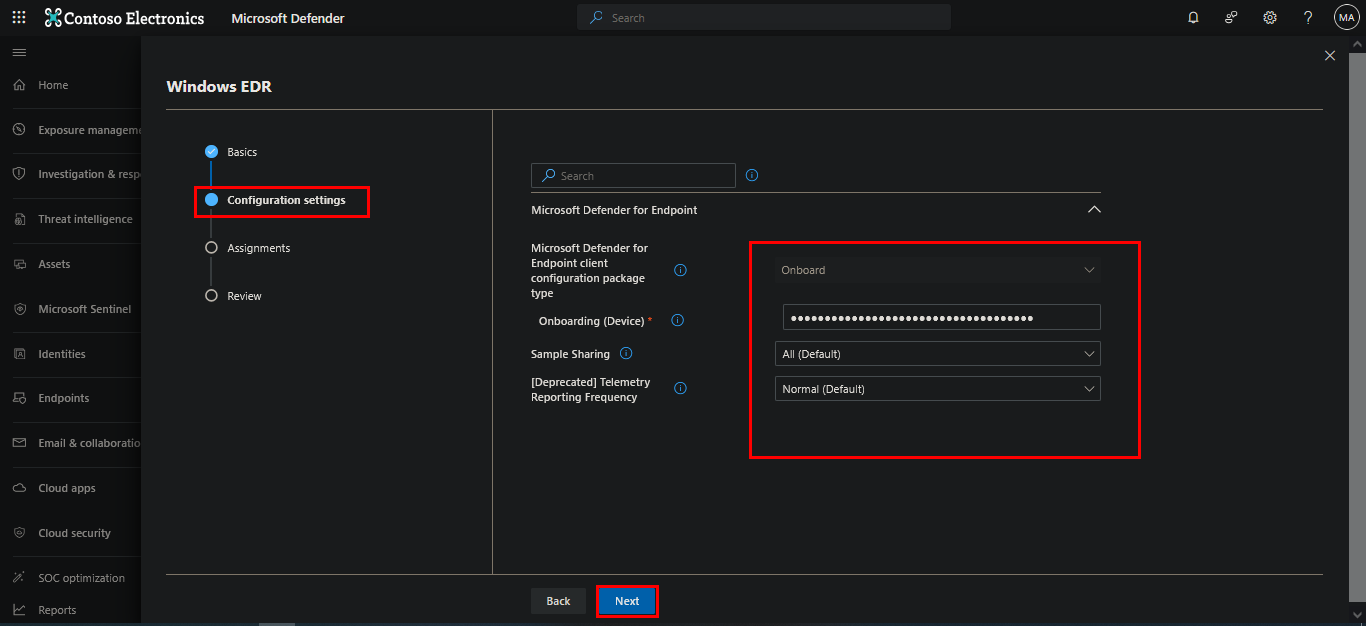 Contoso Electronics
Microsoft Defender
Search
MA
Home
Exposure manageme
Investigation & resp
Threat intelligence
Assets
Microsoft Sentinel
Identities
Endpoints
Email & collaboratio
Cloud apps
Cloud security
SOC optimization
Reports
Windows EDR
Basics
Configuration settings
Assignments
Review
Search
Microsoft Defender for Endpoint
Microsoft Defender for
Endpoint client
configuration package
type
Onboard
Onboarding (Device) *
●●●●●●●●●●●●●●●●●●●●●●●●●●●●●●●●●●●●
Sample Sharing
All (Default)
[Deprecated] Telemetry
Reporting Frequency
Normal (Default)
Back
Next